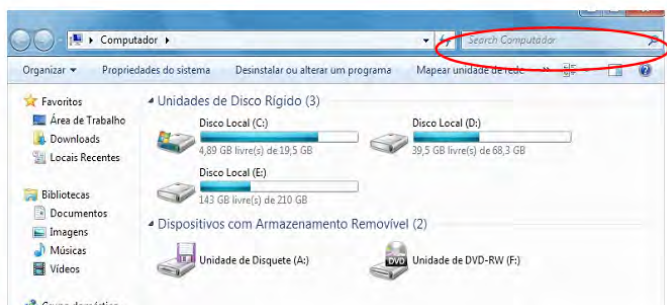 Computador
Search Computador
Organizar
Propriedades do sistema
Desinstalar ou alterar um programa
Mapear unidade de rede
»
Favoritos
Área de Trabalho
Downloads
Locais Recentes
Bibliotecas
Documentos
Imagens
Músicas
Vídeos
Unidades de Disco Rígido (3)
Disco Local (C:)
4,89 GB livre(s) de 19,5 GB
Disco Local (D:)
39,5 GB livre(s) de 68,3 GB
Disco Local (E:)
143 GB livre(s) de 210 GB
Dispositivos com Armazenamento Removível (2)
Unidade de Disquete (A:)
DVD
Unidade de DVD-RW (F:)